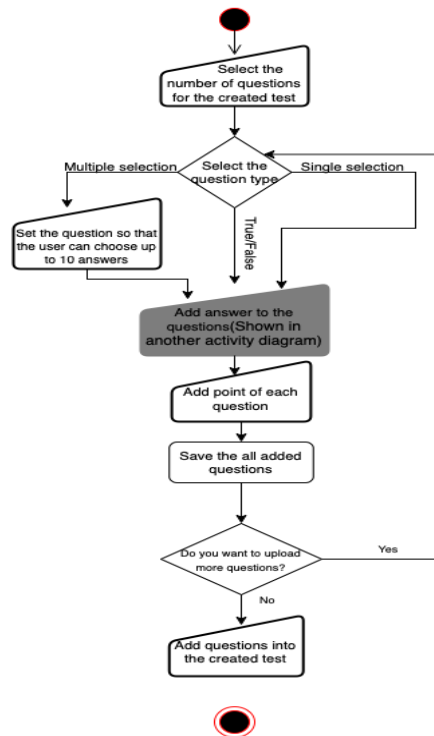 Select the
number of questions
for the created test
Multiple selection
Select the
question type
Single selection
True/False
Set the question so that
the user can choose up
to 10 answers
Add answer to the
questions(Shown in
another activity diagram)
Add point of each
question
Save the all added
questions
Do you want to upload
more questions?
Yes
No
Add questions into
the created test